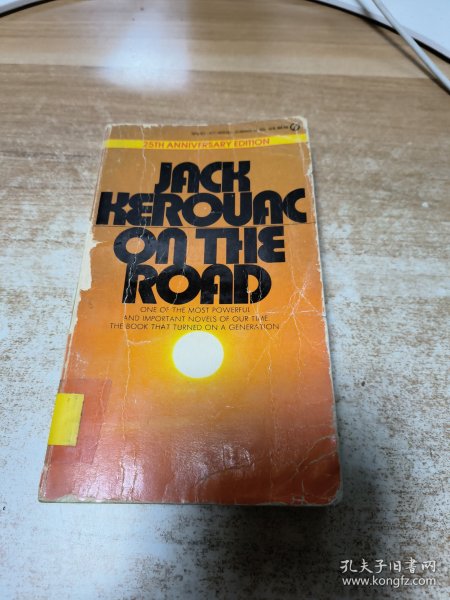 25TH ANNIVERSARY EDITION
JACK
KEROUAC
ON THE
ROAD
ONE OF THE MOST POWERFUL
AND IMPORTANT NOVELS OF OUR TIME
THE BOOK THAT TURNED ON A GENERATION
孔夫子旧书网
www.kongfz.com